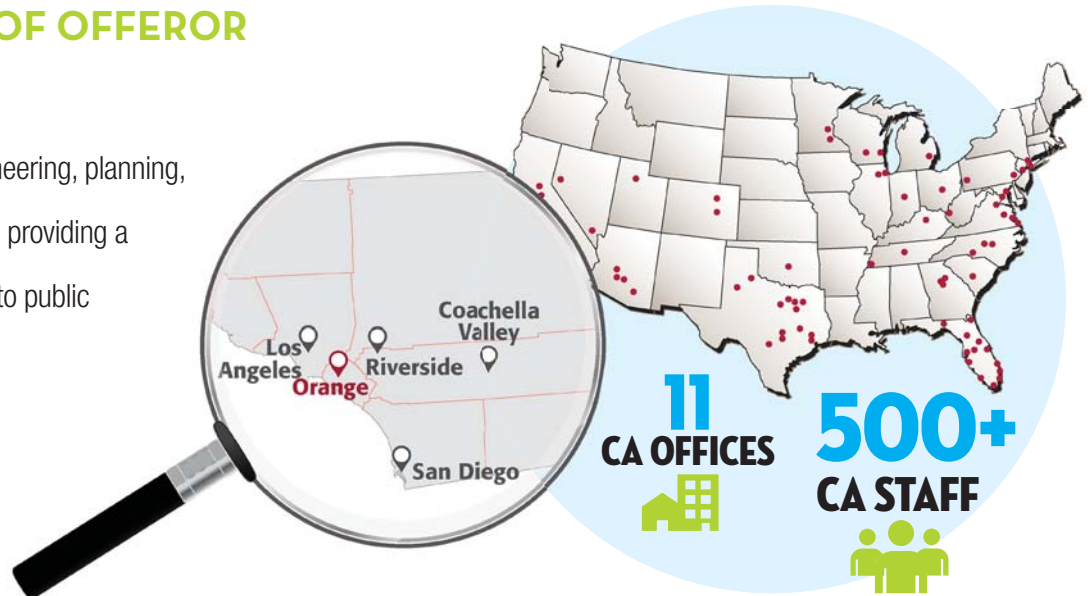 OF OFFEROR
neering, planning,
providing a
to public
Coachella
Valley
Los
Angeles
Riverside
Orange
San Diego
11
CA OFFICES
500+
CA STAFF